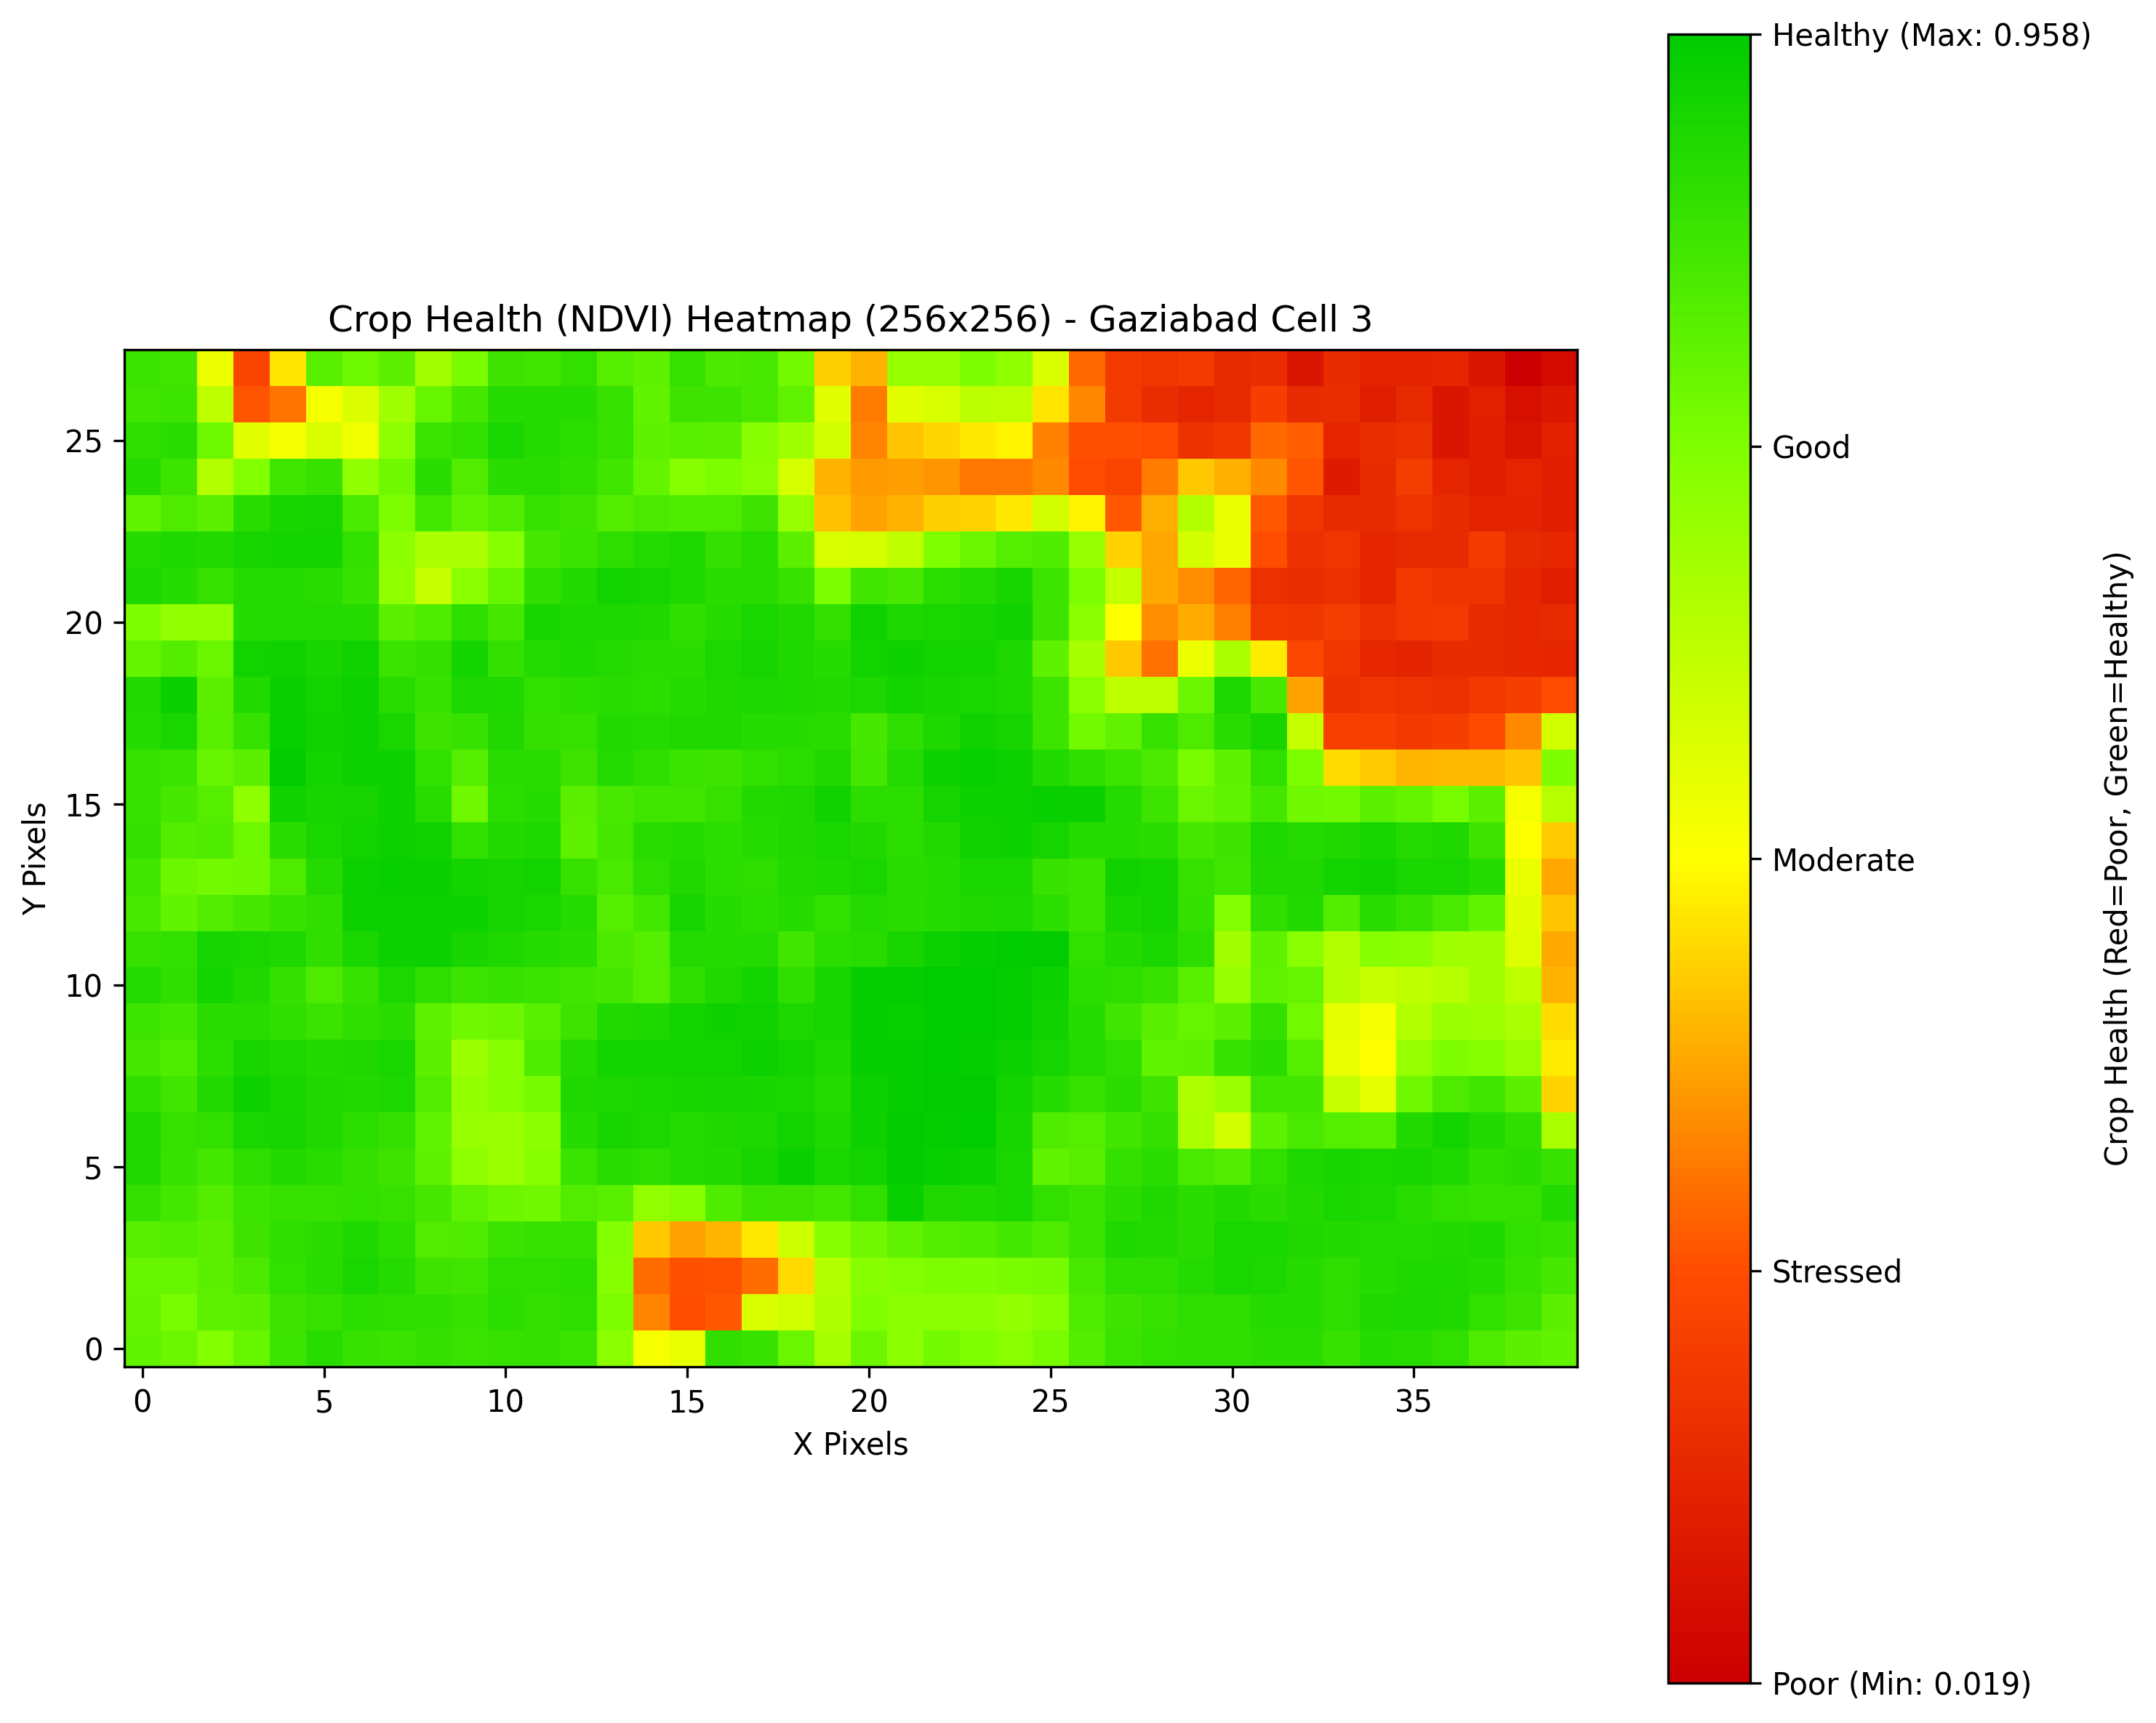 Crop Health (NDVI) Heatmap (256x256) - Gaziabad Cell 3
Y Pixels
25
20
15
10
5
0
0 5 10 15 20 25 30 35
X Pixels
Healthy (Max: 0.958)
Good
Moderate
Stressed
Poor (Min: 0.019)
Crop Health (Red=Poor, Green=Healthy)